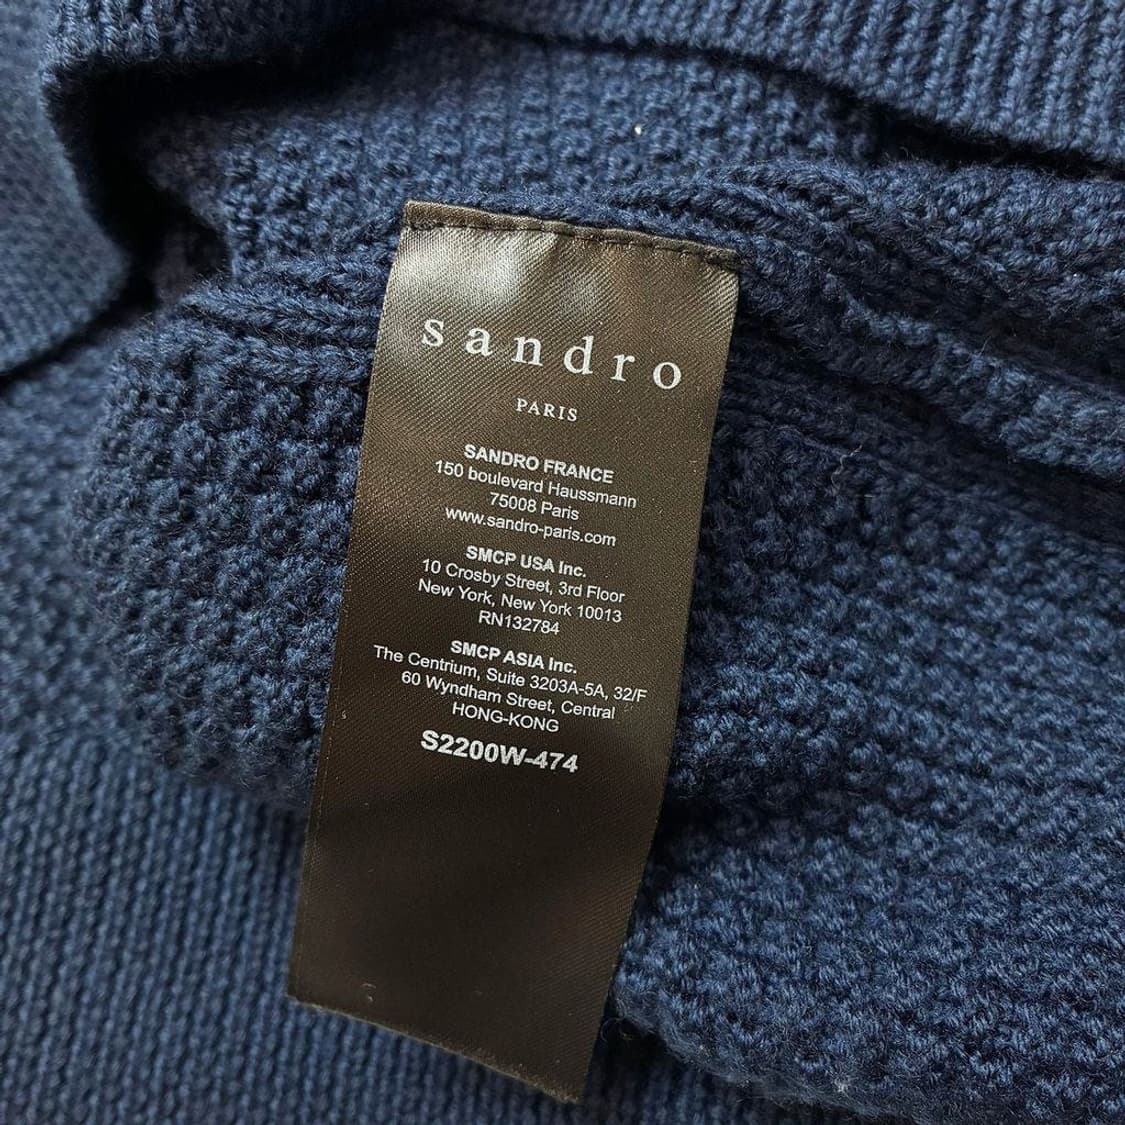 sandro
PARIS
SANDRO FRANCE
150 boulevard Haussmann
75008 Paris
www.sandro-paris.com
SMCP USA Inc.
10 Crosby Street, 3rd Floor
New York, New York 10013
RN132784
SMCP ASIA Inc.
The Centrium, Suite 3203A-5A, 32/F
60 Wyndham Street, Central
HONG-KONG
S2200W-474